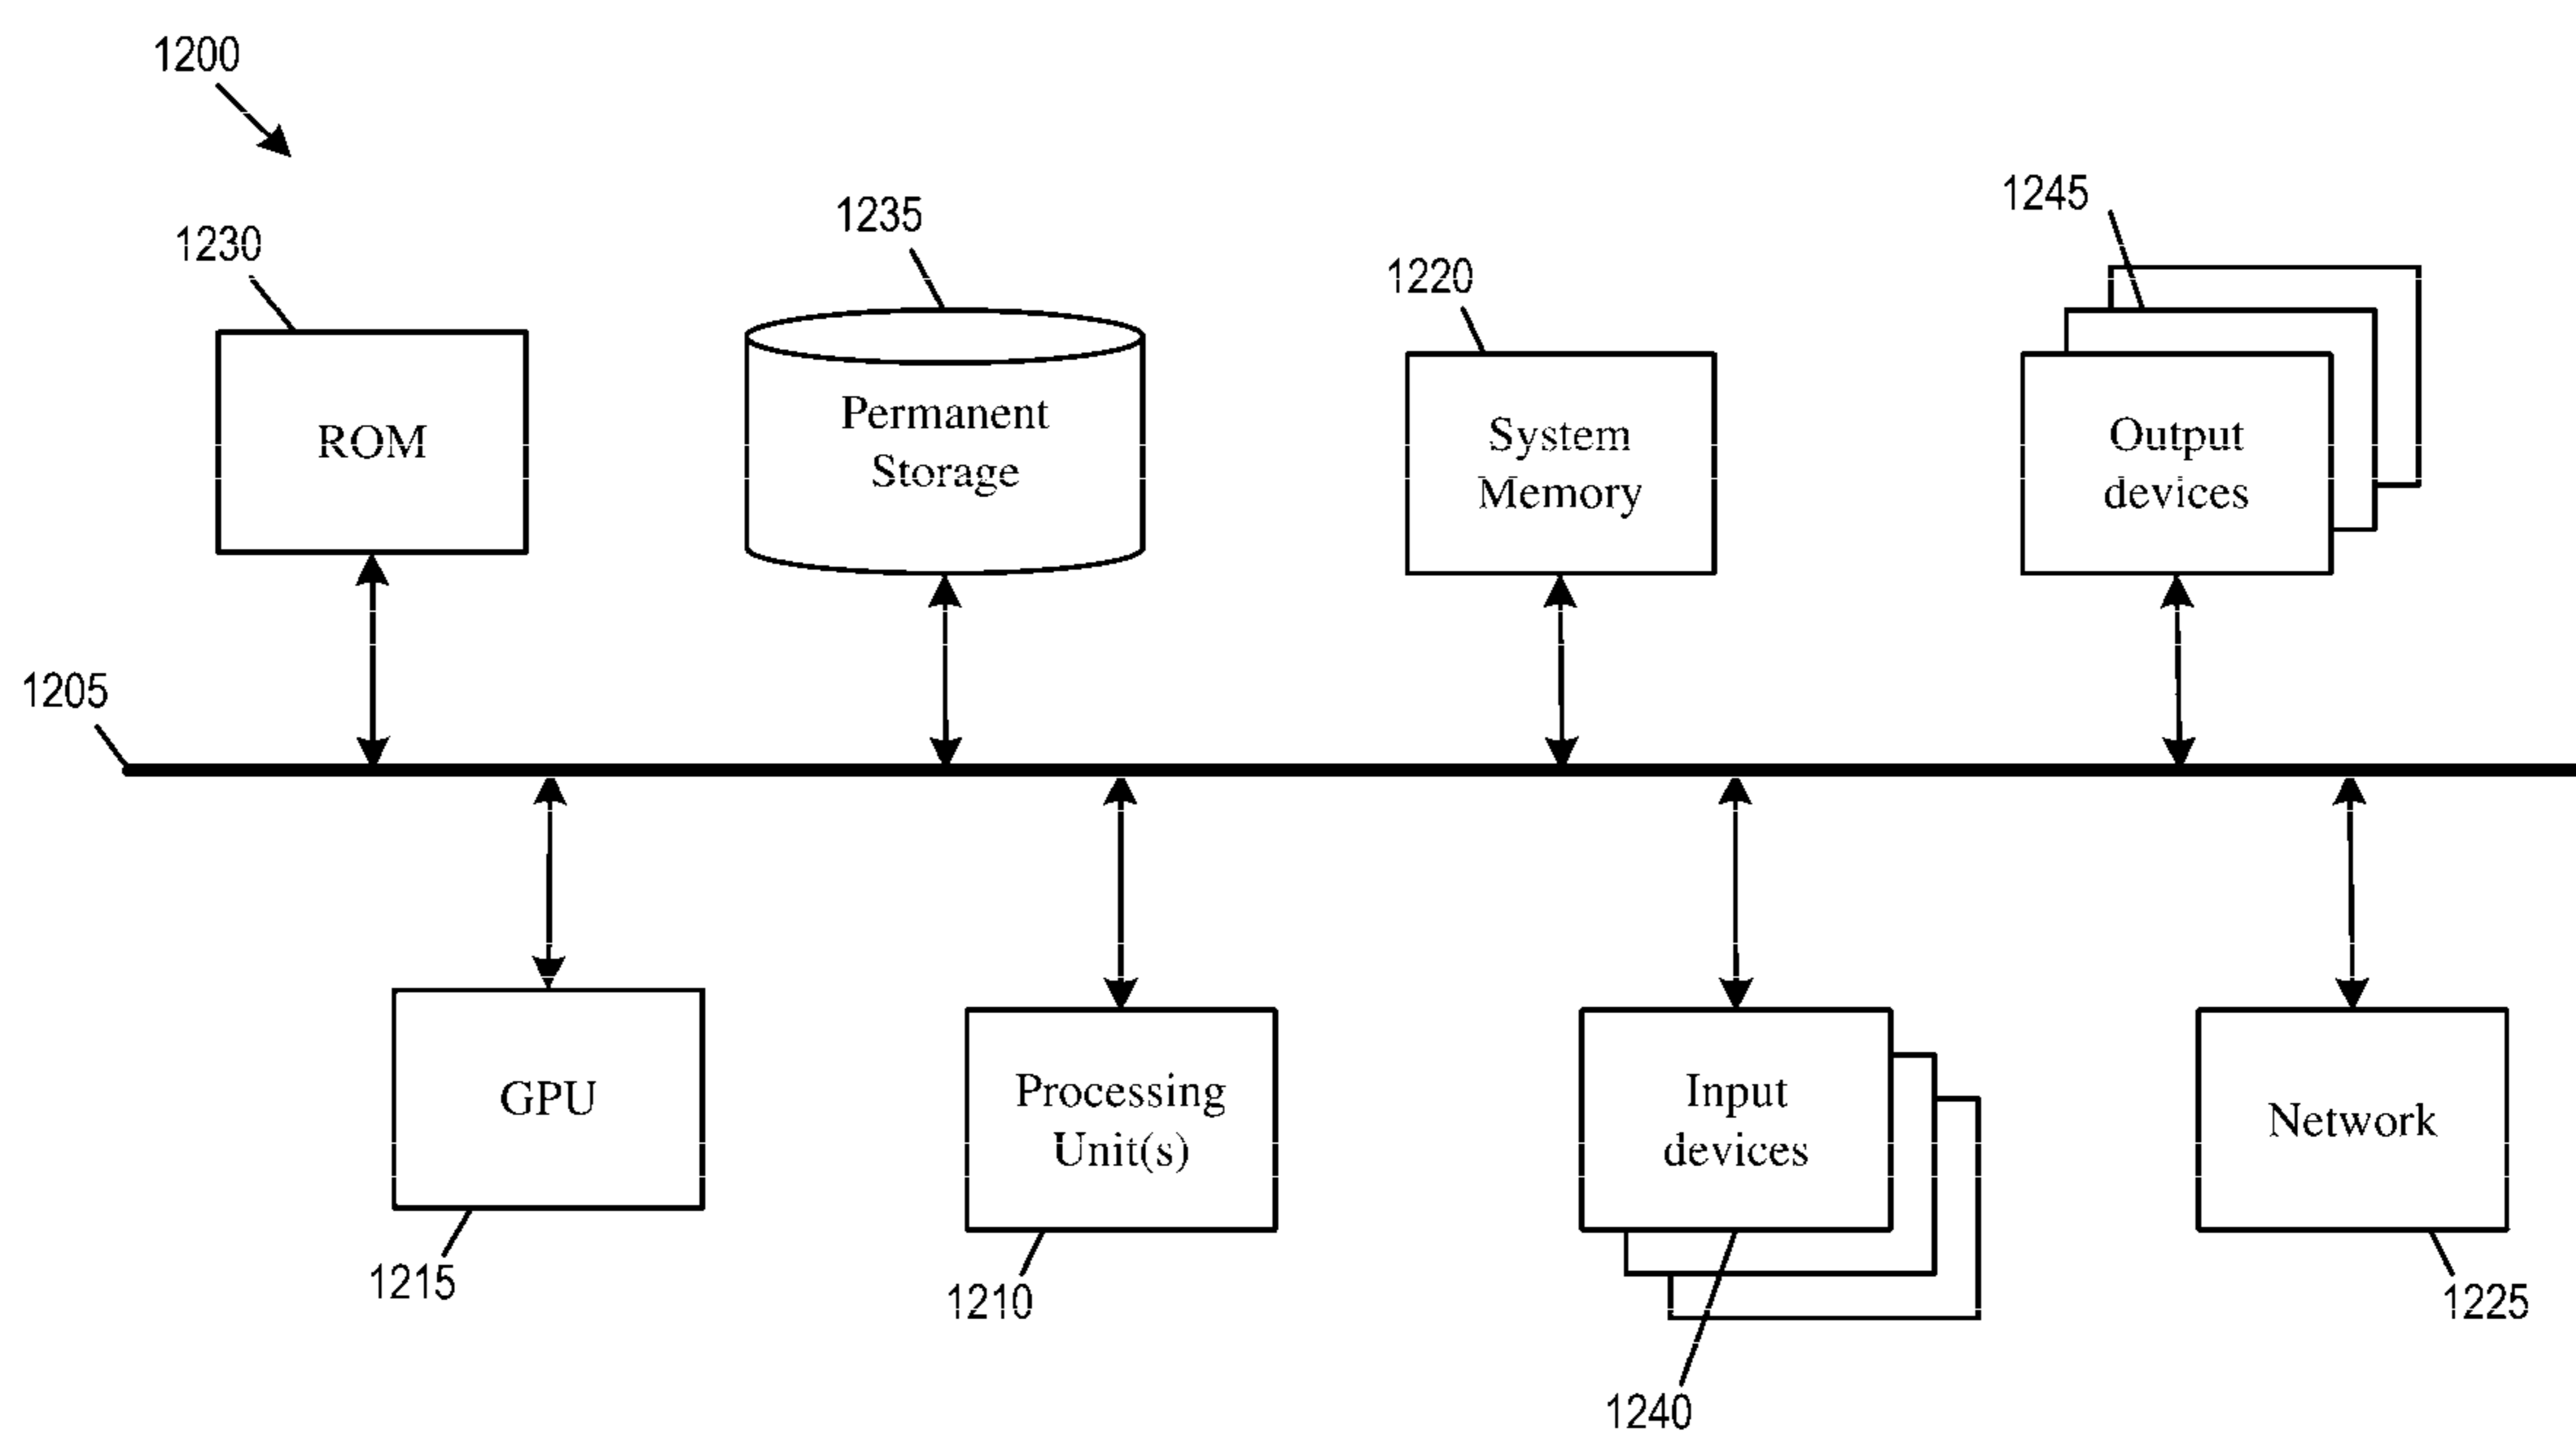 1200
1230
1235
1220
1245
ROM
Permanent
Storage
System
Memory
Output
devices
1205
GPU
Processing
Unit(s)
Input
devices
Network
1215
1210
1240
1225